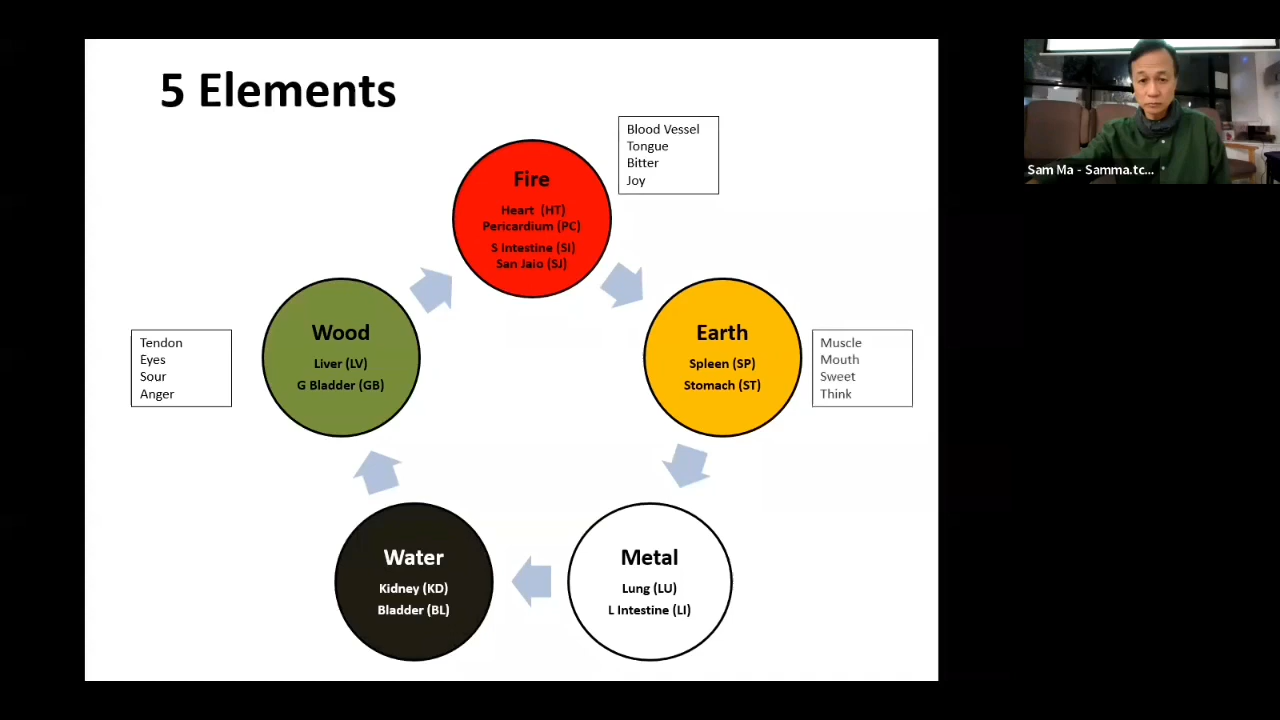 5 Elements
Fire
Heart (HT)
Pericardium (PC)
S Intestine (SI)
San Jaio (SJ)
Blood Vessel
Tongue
Bitter
Joy
Wood
Liver (LV)
G Bladder (GB)
Tendon
Eyes
Sour
Anger
Earth
Spleen (SP)
Stomach (ST)
Muscle
Mouth
Sweet
Think
Water
Kidney (KD)
Bladder (BL)
Metal
Lung (LU)
L Intestine (LI)
Sam Ma - Samma.tc...